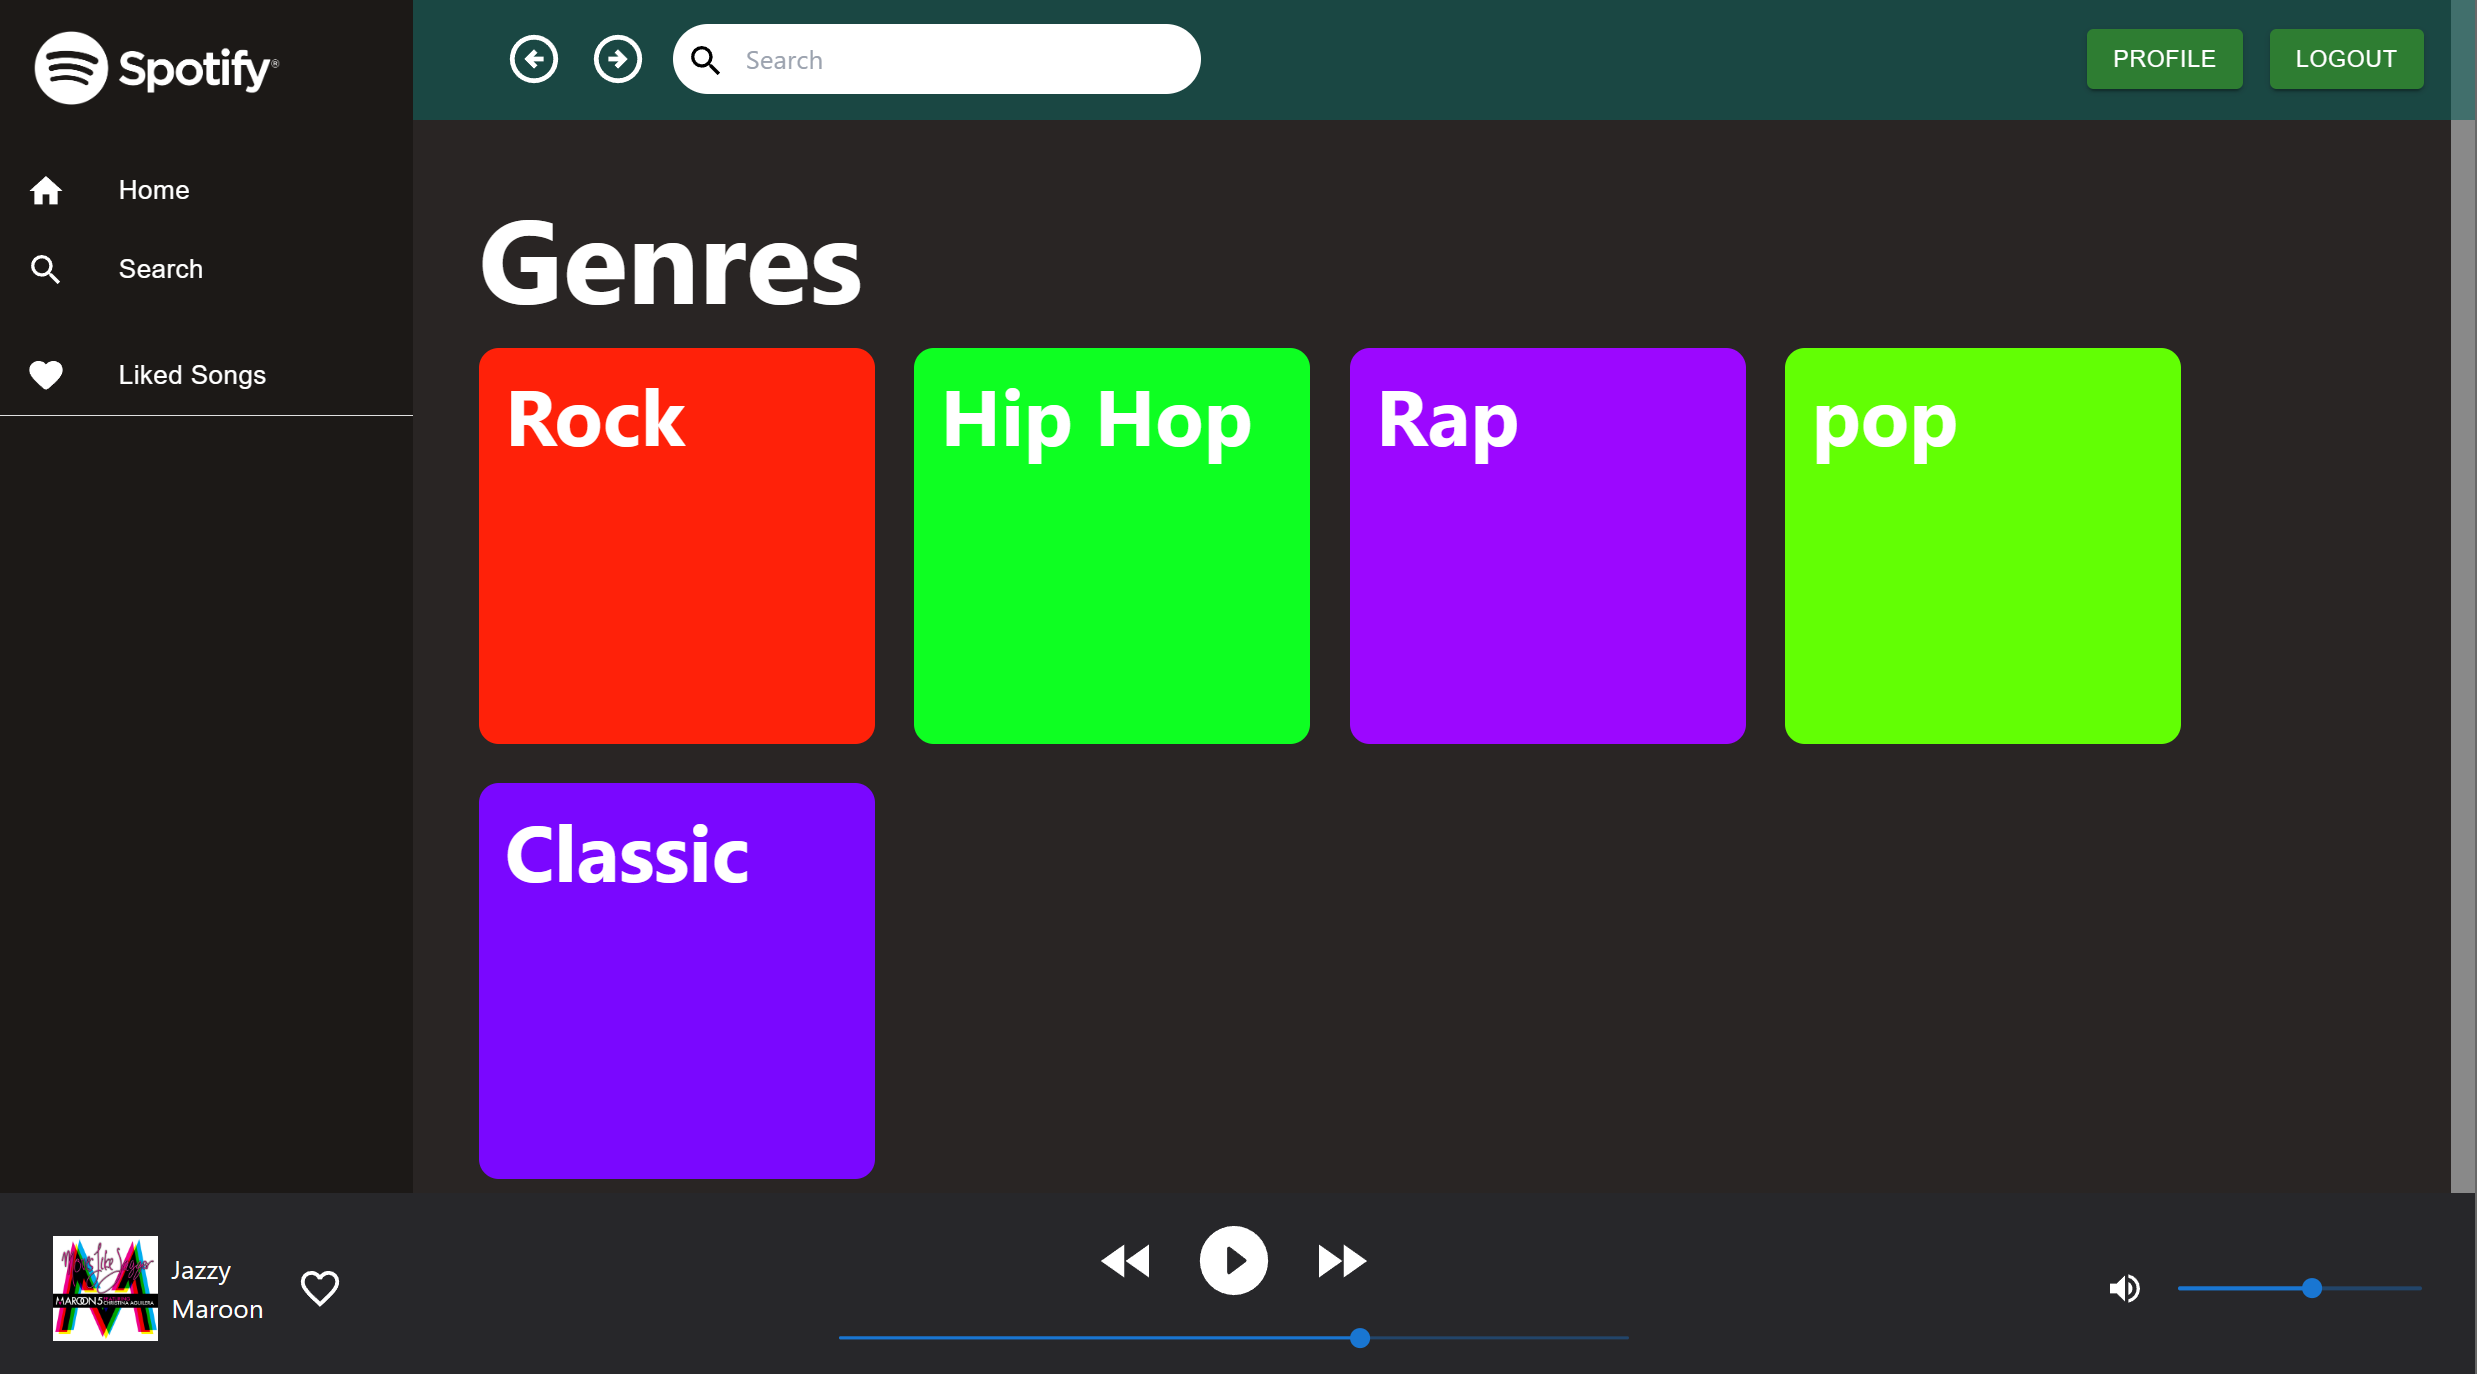 Spotify®
Search
PROFILE
LOGOUT
Home
Search
Liked Songs
Genres
Rock
Hip Hop
Rap
pop
Classic
Moves Like Jagger
MAROON 5 FEATURING CHRISTINA AGUILERA
Jazzy
Maroon